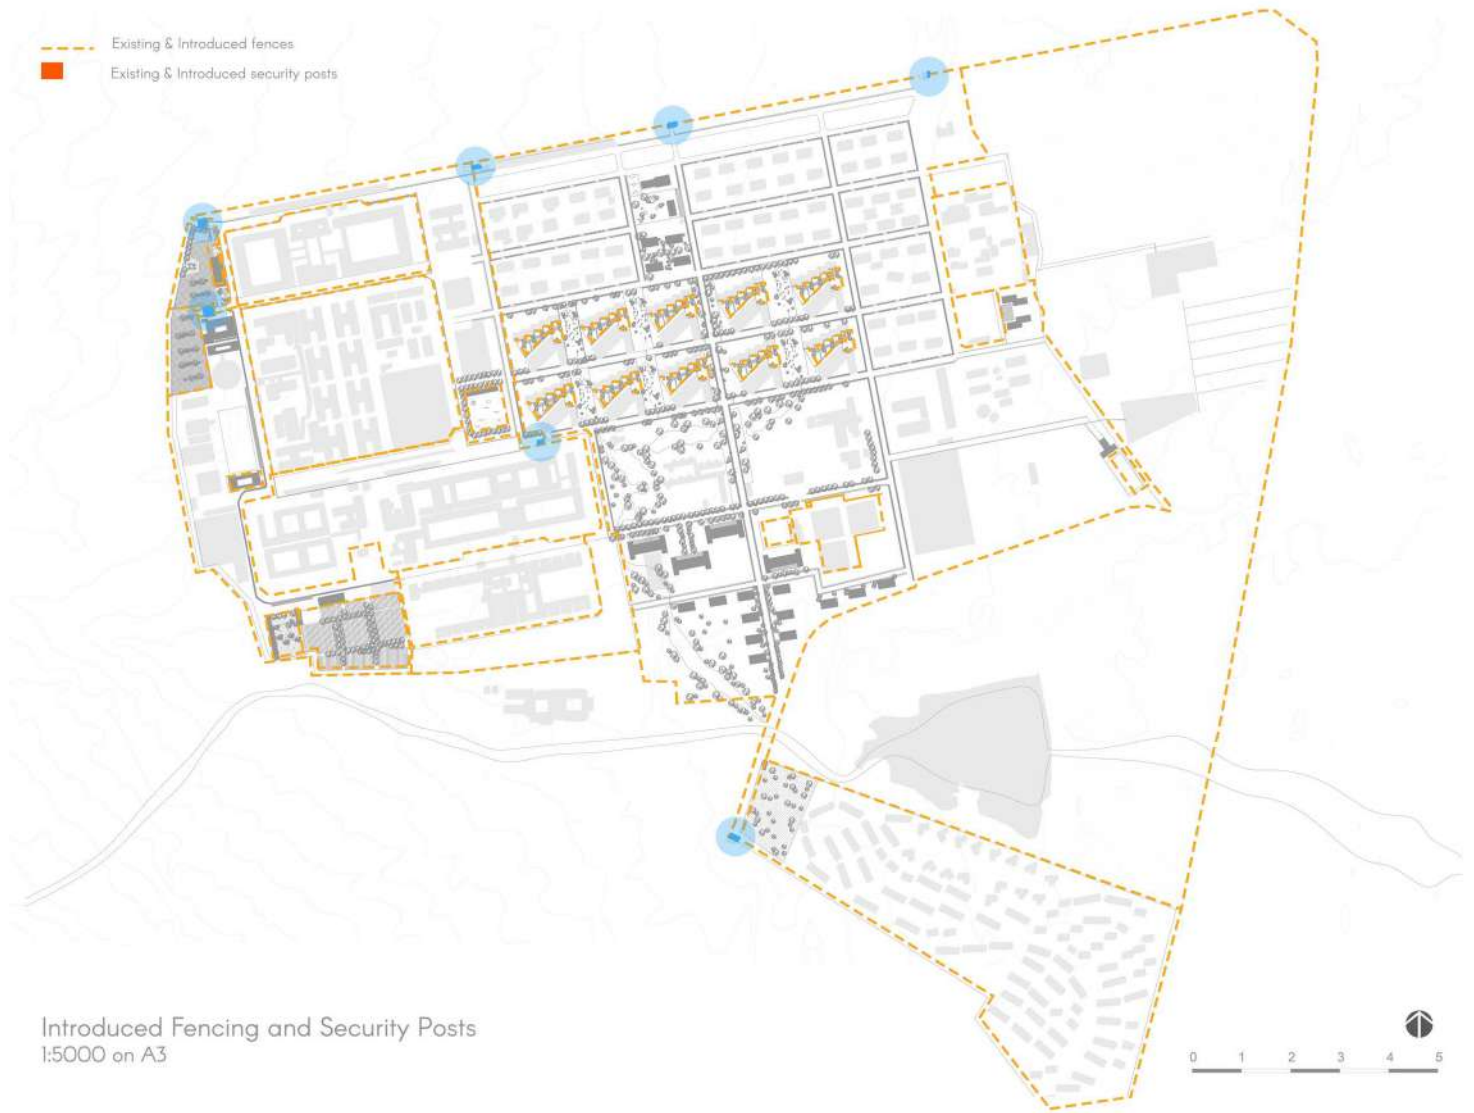 Existing & Introduced fences
Existing & Introduced security posts
Introduced Fencing and Security Posts
1:5000 on A3
0 1 2 3 4 5